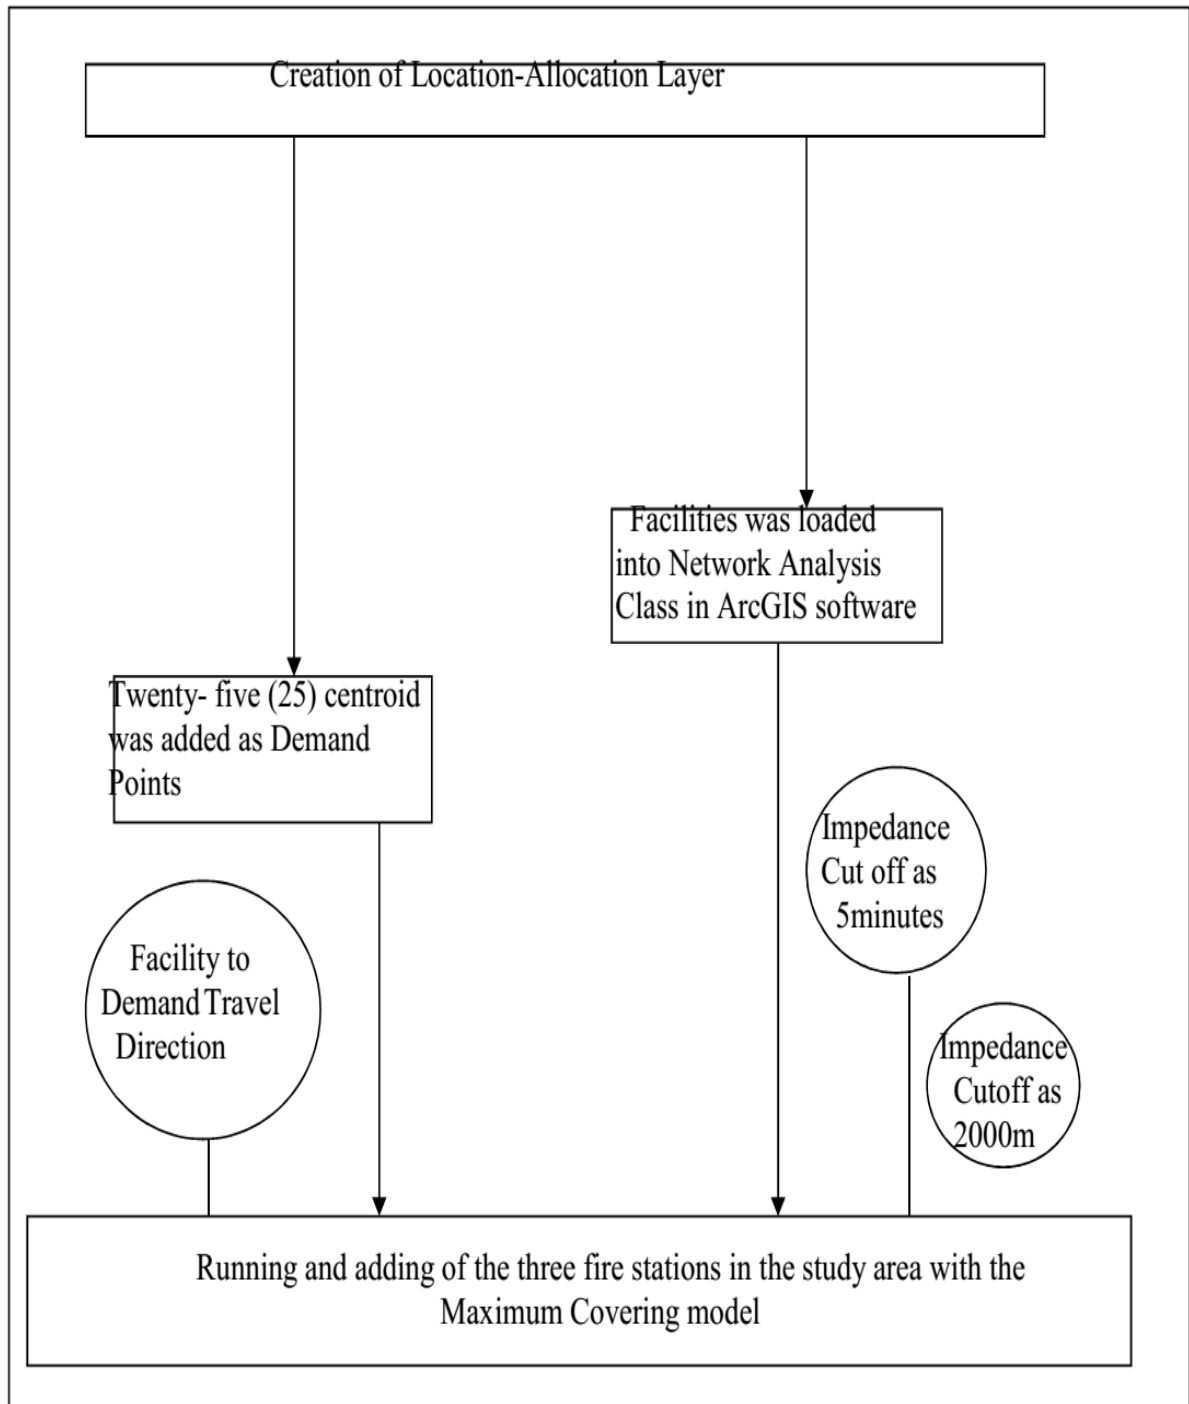 Creation of Location-Allocation Layer
Facilities was loaded
into Network Analysis
Class in ArcGIS software
Twenty- five (25) centroid
was added as Demand
Points
Impedance
Cut off as
5minutes
Facility to
Demand Travel
Direction
Impedance
Cutoff as
2000m
Running and adding of the three fire stations in the study area with the
Maximum Covering model